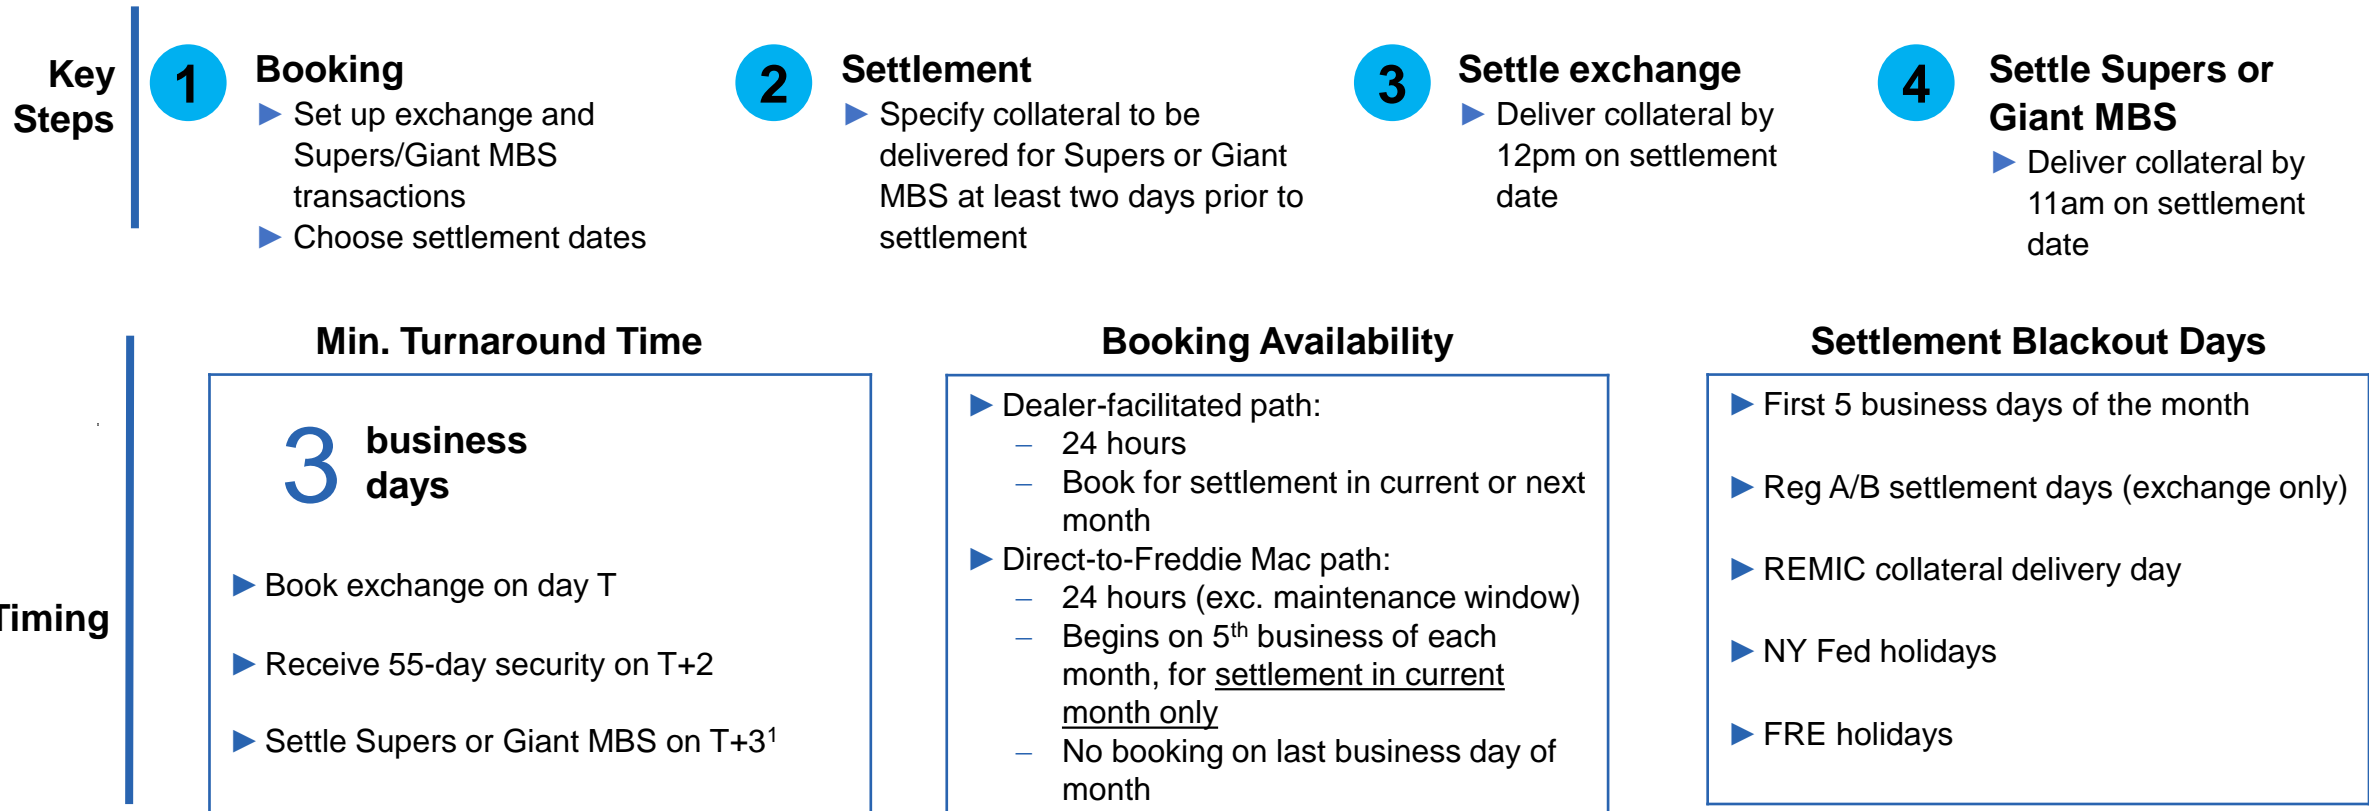 Key
Steps
1
Booking
► Set up exchange and
Supers/Giant MBS
transactions
► Choose settlement dates
2
Settlement
► Specify collateral to be
delivered for Supers or Giant
MBS at least two days prior to
settlement
3
Settle exchange
► Deliver collateral by
12pm on settlement
date
4
Settle Supers or
Giant MBS
► Deliver collateral by
11am on settlement
date
Timing
Min. Turnaround Time
3 business
days
► Book exchange on day T
► Receive 55-day security on T+2
► Settle Supers or Giant MBS on T+3¹
Booking Availability
► Dealer-facilitated path:
– 24 hours
– Book for settlement in current or next
month
► Direct-to-Freddie Mac path:
– 24 hours (exc. maintenance window)
– Begins on 5th business of each
month, for settlement in current
month only
– No booking on last business day of
month
Settlement Blackout Days
► First 5 business days of the month
► Reg A/B settlement days (exchange only)
► REMIC collateral delivery day
► NY Fed holidays
► FRE holidays